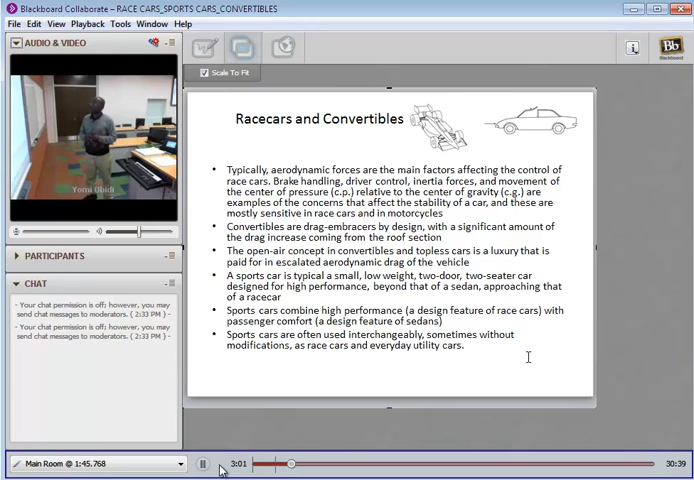 Blackboard Collaborate – RACE CARS_SPORTS CARS_CONVERTIBLES
File Edit View Playback Tools Window Help
AUDIO & VIDEO
Scale To Fit
i
Bb
Blackboard
Yomi Obidi
Racecars and Convertibles
• Typically, aerodynamic forces are the main factors affecting the control of
race cars. Brake handling, driver control, inertia forces, and movement of
the center of pressure (c.p.) relative to the center of gravity (c.g.) are
examples of the concerns that affect the stability of a car, and these are
mostly sensitive in race cars and in motorcycles
• Convertibles are drag-embracers by design, with a significant amount of
the drag increase coming from the roof section
• The open-air concept in convertibles and topless cars is a luxury that is
paid for in escalated aerodynamic drag of the vehicle
• A sports car is typical a small, low weight, two-door, two-seater car
designed for high performance, beyond that of a sedan, approaching that
of a racecar
• Sports cars combine high performance (a design feature of race cars) with
passenger comfort (a design feature of sedans)
• Sports cars are often used interchangeably, sometimes without
modifications, as race cars and everyday utility cars.
PARTICIPANTS
CHAT
- Your chat permission is off; however, you may
send chat messages to moderators. ( 2:33 PM ) -
- Your chat permission is off; however, you may
send chat messages to moderators. ( 2:33 PM ) -
Main Room @ 1:45.768
3:01
30:39